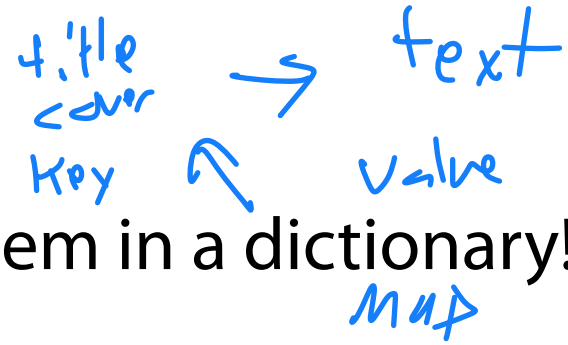 title → text
cover
Key value
em in a dictionary!
Map